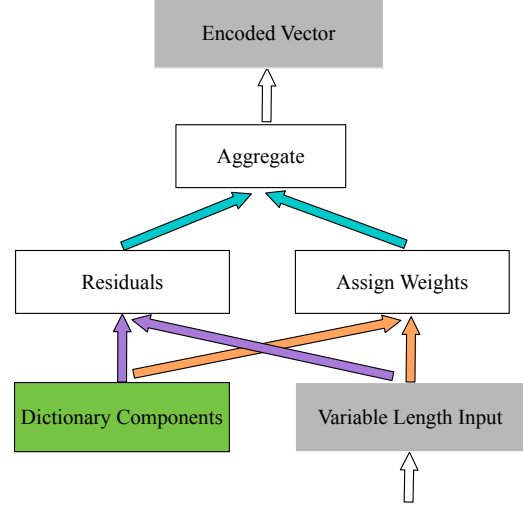 Encoded Vector
Aggregate
Residuals
Assign Weights
Dictionary Components
Variable Length Input